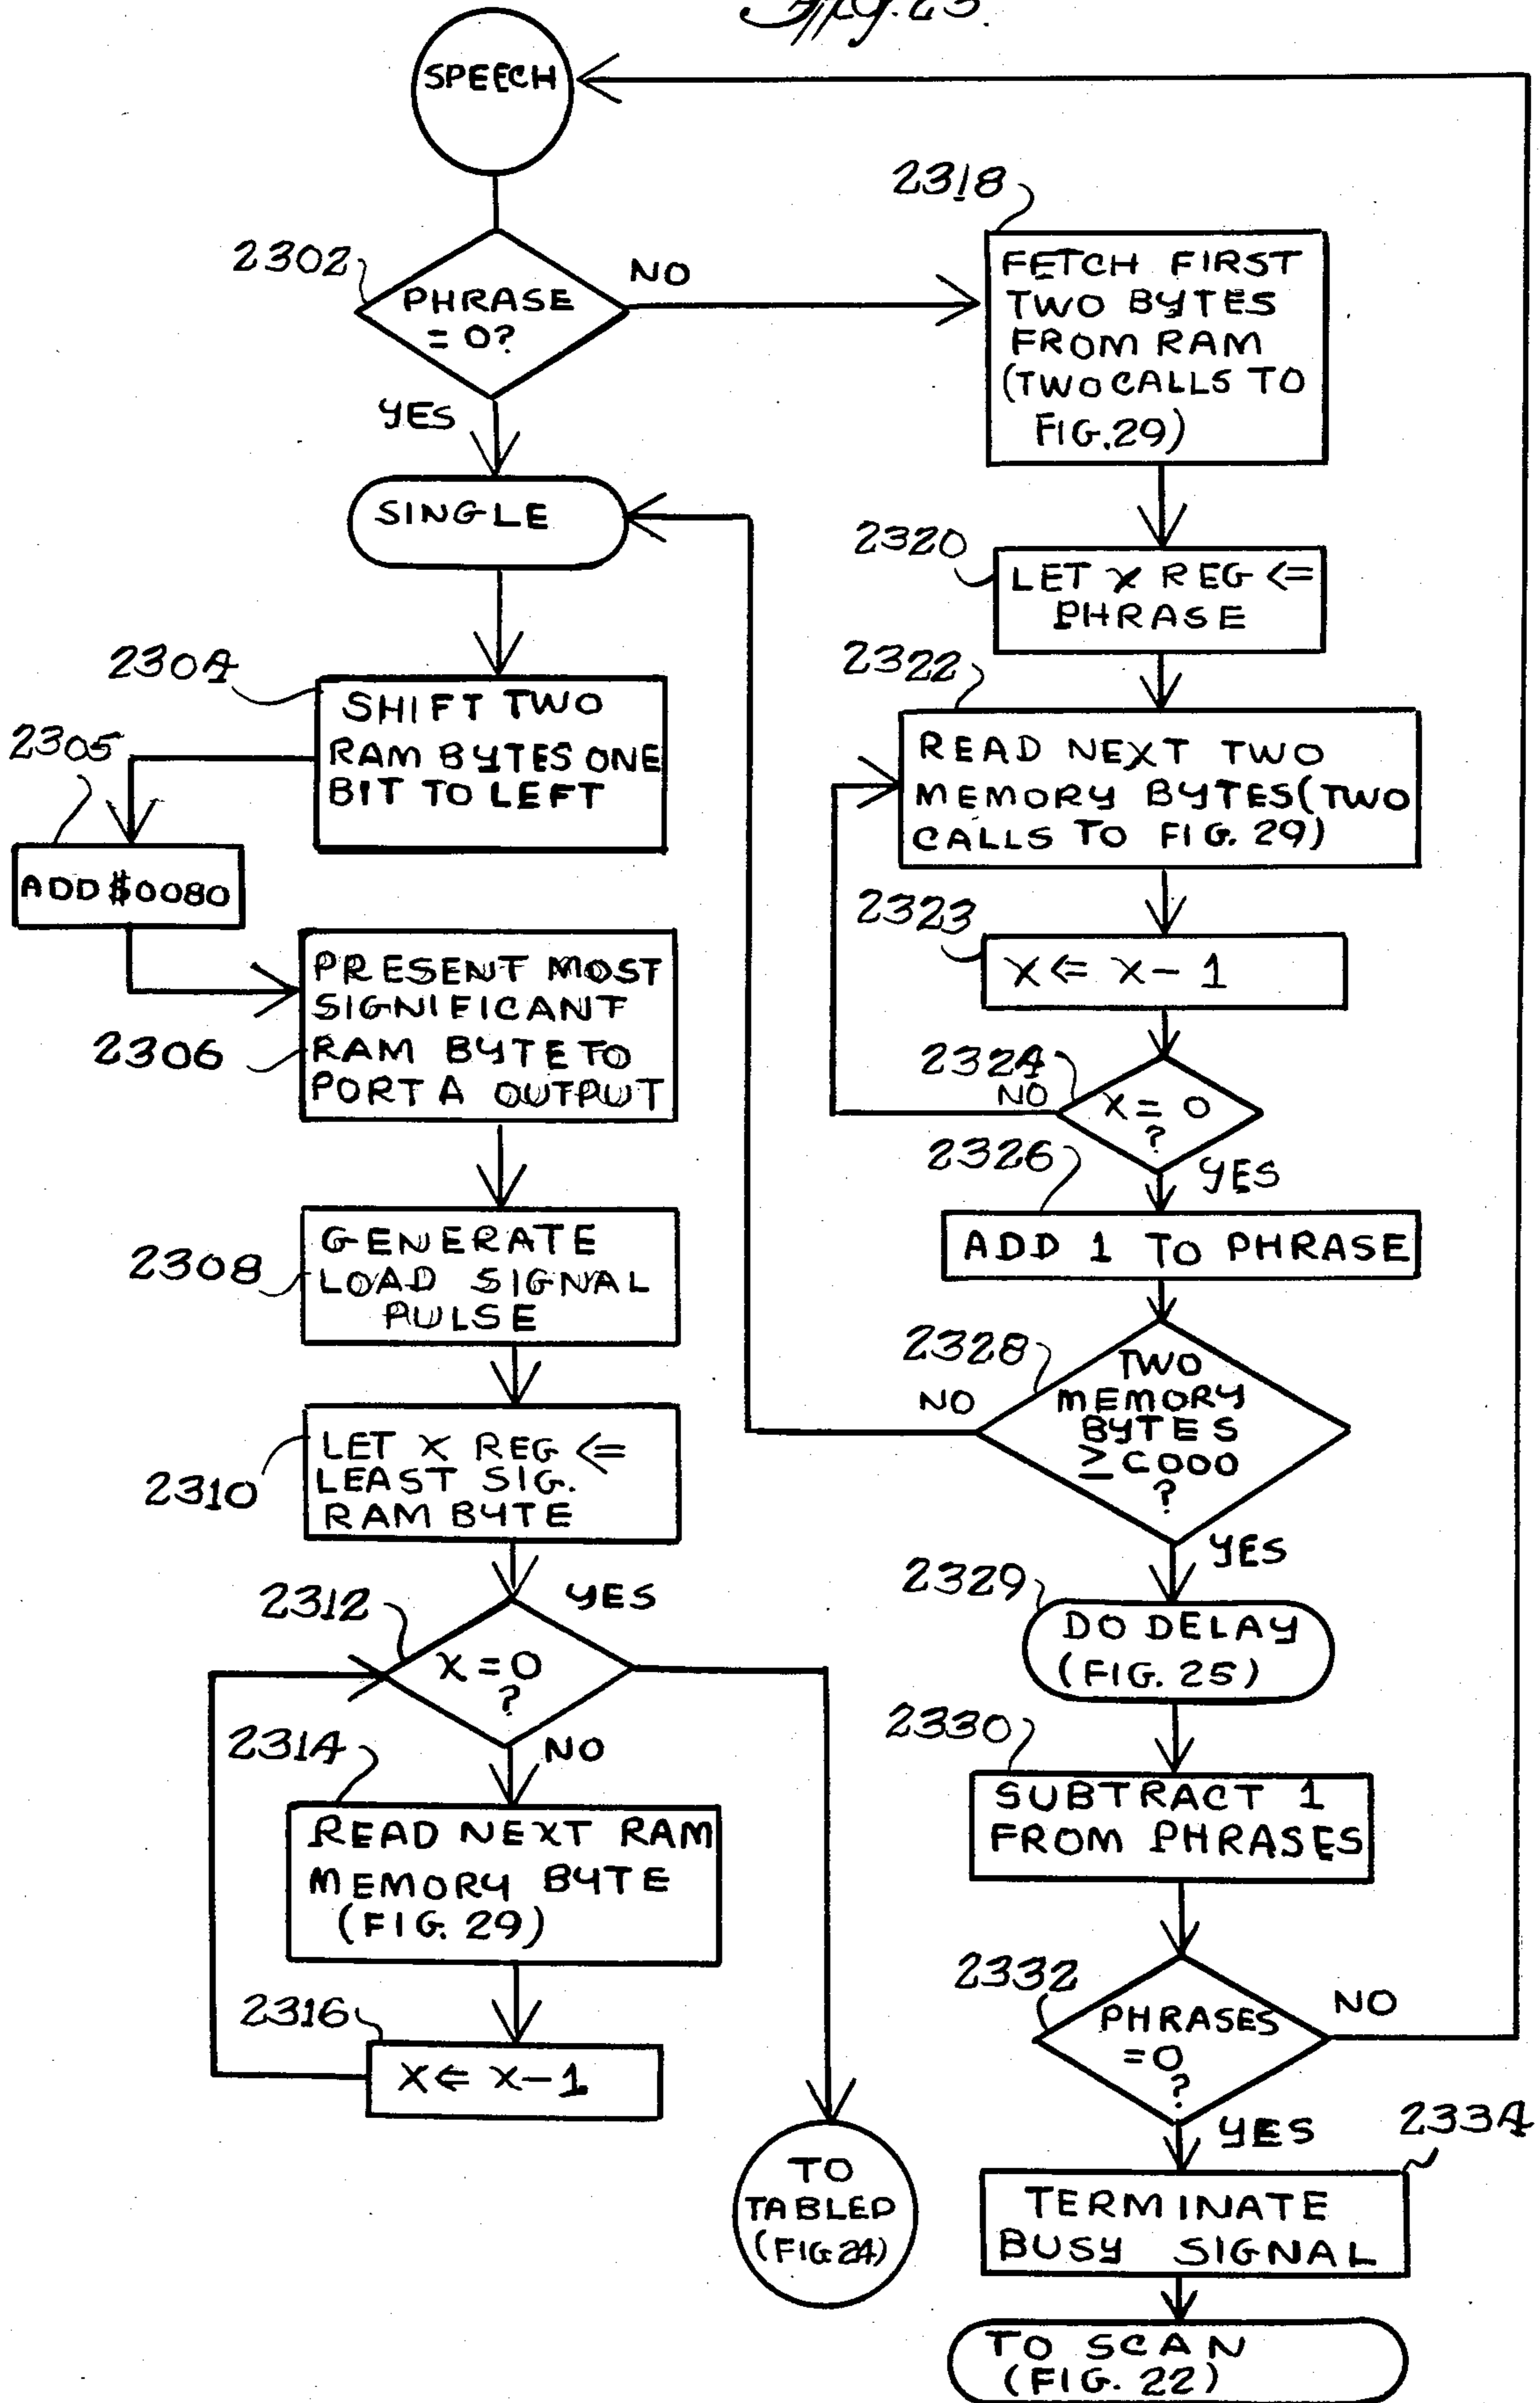 Fig. 23.
SPEECH
2302
PHRASE
= 0?
NO
YES
SINGLE
2304
SHIFT TWO
RAM BYTES ONE
BIT TO LEFT
2305
ADD $0080
2306
PRESENT MOST
SIGNIFICANT
RAM BYTE TO
PORT A OUTPUT
2308
GENERATE
LOAD SIGNAL
PULSE
2310
LET X REG <=
LEAST SIG.
RAM BYTE
2312
YES
X = 0
?
NO
2314
READ NEXT RAM
MEMORY BYTE
(FIG. 29)
2316
X <= X-1
TO
TABLED
(FIG 24)
2318
FETCH FIRST
TWO BYTES
FROM RAM
(TWO CALLS TO
FIG. 29)
2320
LET X REG <=
PHRASE
2322
READ NEXT TWO
MEMORY BYTES (TWO
CALLS TO FIG. 29)
2323
X <= X - 1
2324
NO
X = 0
?
YES
2326
ADD 1 TO PHRASE
2328
NO
TWO
MEMORY
BYTES
≥ C000
?
YES
2329
DO DELAY
(FIG. 25)
2330
SUBTRACT 1
FROM PHRASES
2332
PHRASES
= 0
?
NO
YES
2334
TERMINATE
BUSY SIGNAL
TO SCAN
(FIG. 22)